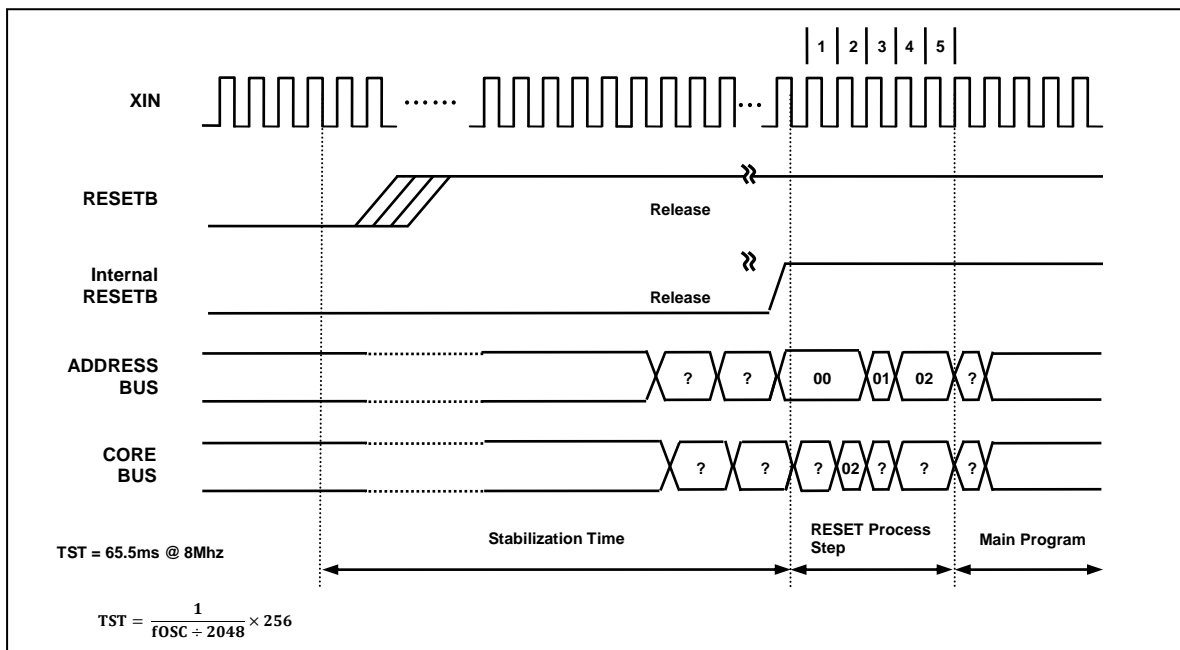 1 2 3 4 5
XIN
RESETB
Release
Internal
RESETB
Release
ADDRESS
BUS
? ? 00 01 02 ?
CORE
BUS
? ? ? 02 ? ? ?
Stabilization Time
RESET Process
Step
Main Program
TST = 65.5ms @ 8Mhz
TST = 1 / (fOSC ÷ 2048) × 256